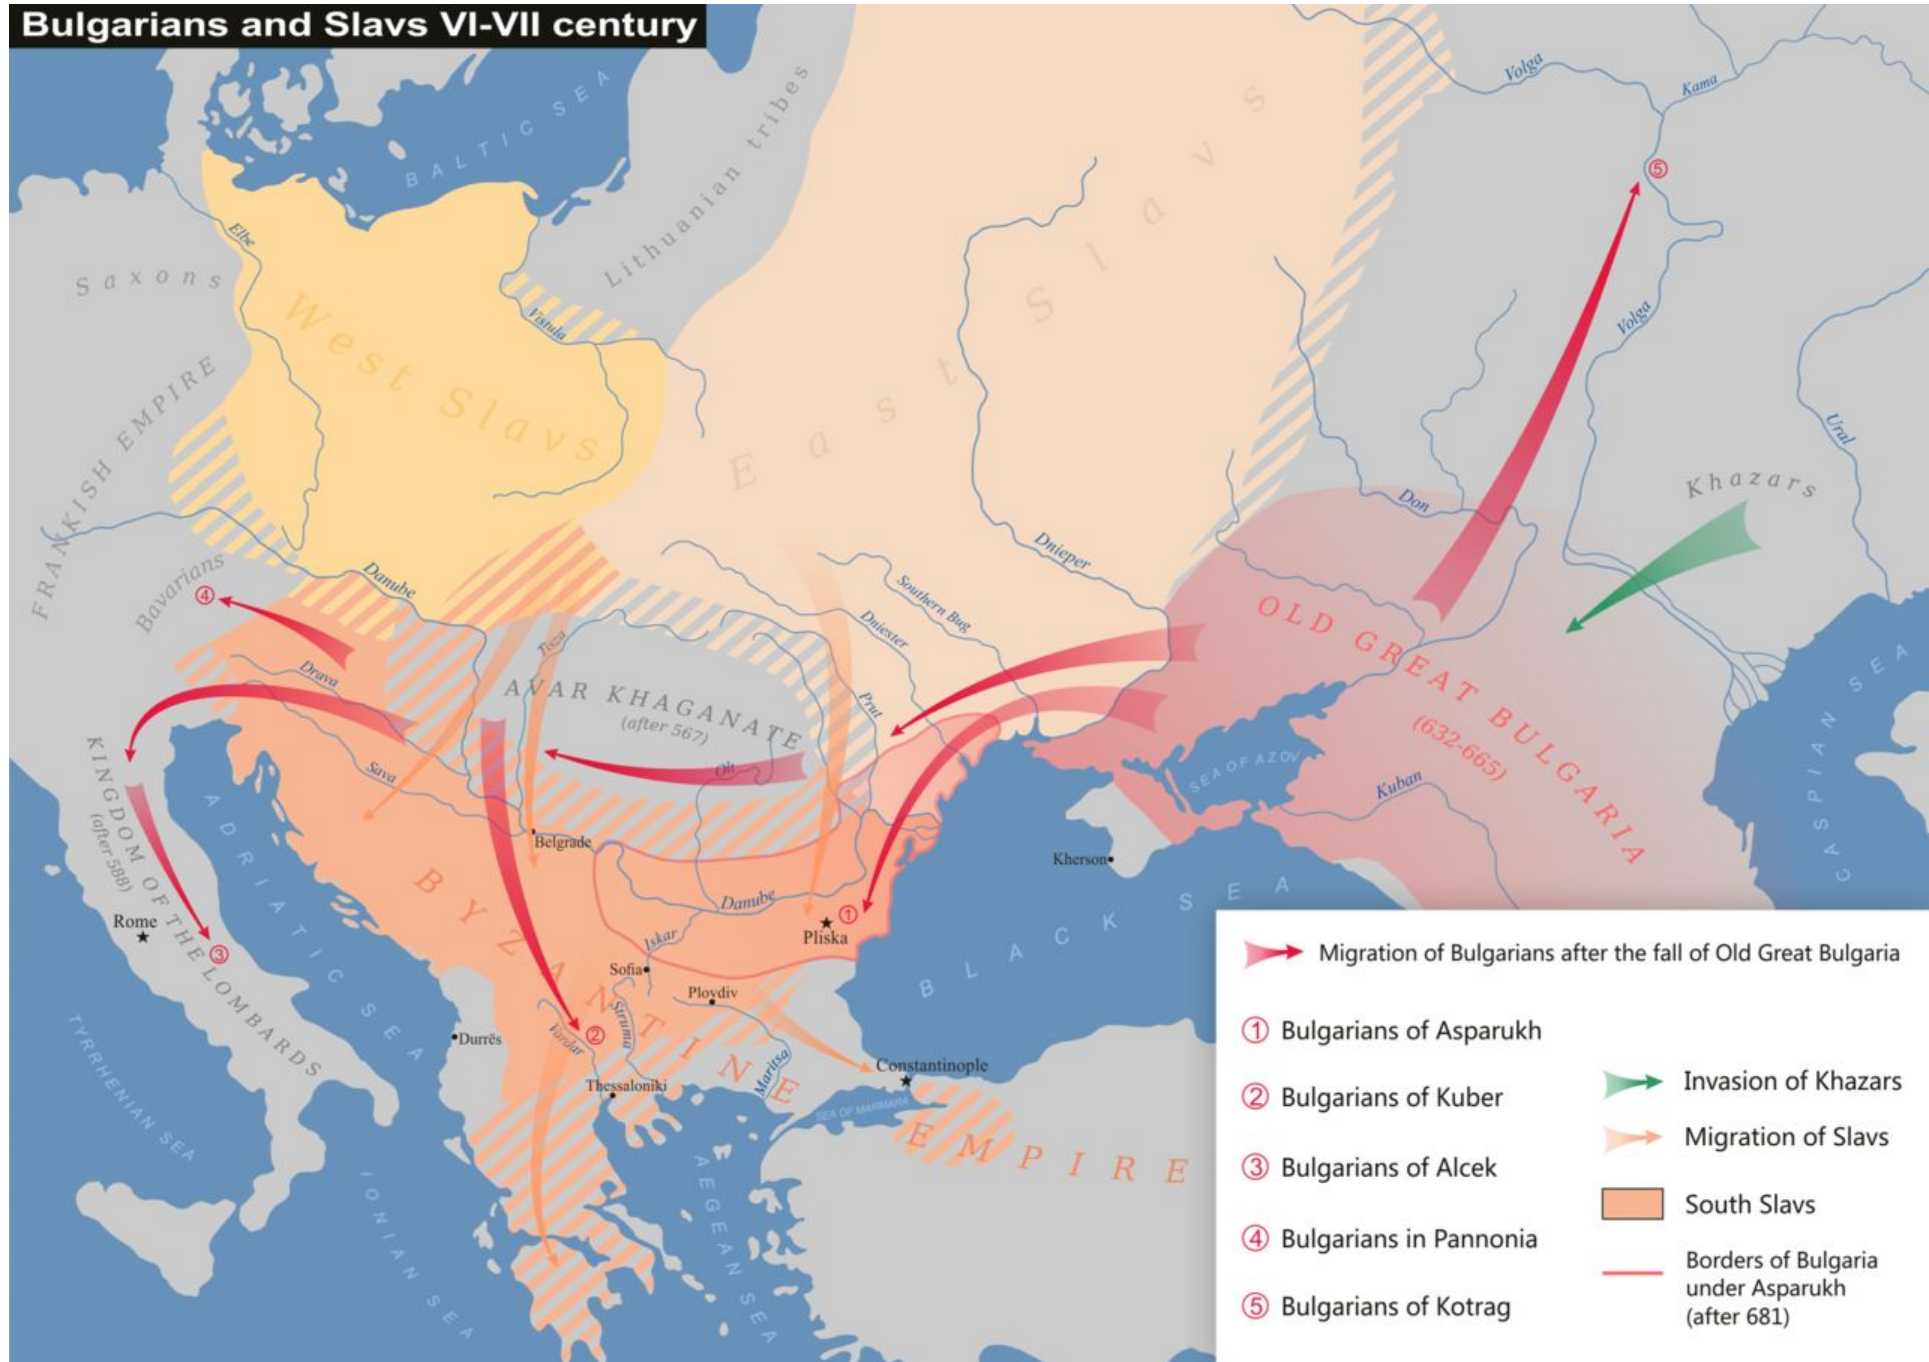 Bulgarians and Slavs VI-VII century
BALTIC SEA
Lithuanian tribes
Volga
Kama
5
Elbe
Saxons
West Slavs
Vistula
East Slavs
Volga
Ural
FRANKISH EMPIRE
Khazars
Don
Dnieper
Danube
Bavarians
4
Southern Bug
Dniester
Tisza
Drava
Prut
OLD GREAT BULGARIA
(632-665)
AVAR KHAGANATE
(after 567)
Olt
Sava
SEA OF AZOV
Kuban
CASPIAN SEA
KINGDOM OF THE LOMBARDS
(after 588)
ADRIATIC SEA
Belgrade
Kherson
Danube
1
Pliska
BLACK SEA
Rome
3
Iskar
Sofia
Plovdiv
BYZANTINE
EMPIRE
Struma
2
Vardar
Durrës
Maritsa
Constantinople
Thessaloniki
SEA OF MARMARA
TYRRHENIAN SEA
IONIAN SEA
AEGEAN SEA
Migration of Bulgarians after the fall of Old Great Bulgaria
1 Bulgarians of Asparukh
2 Bulgarians of Kuber
3 Bulgarians of Alcek
4 Bulgarians in Pannonia
5 Bulgarians of Kotrag
Invasion of Khazars
Migration of Slavs
South Slavs
Borders of Bulgaria
under Asparukh
(after 681)